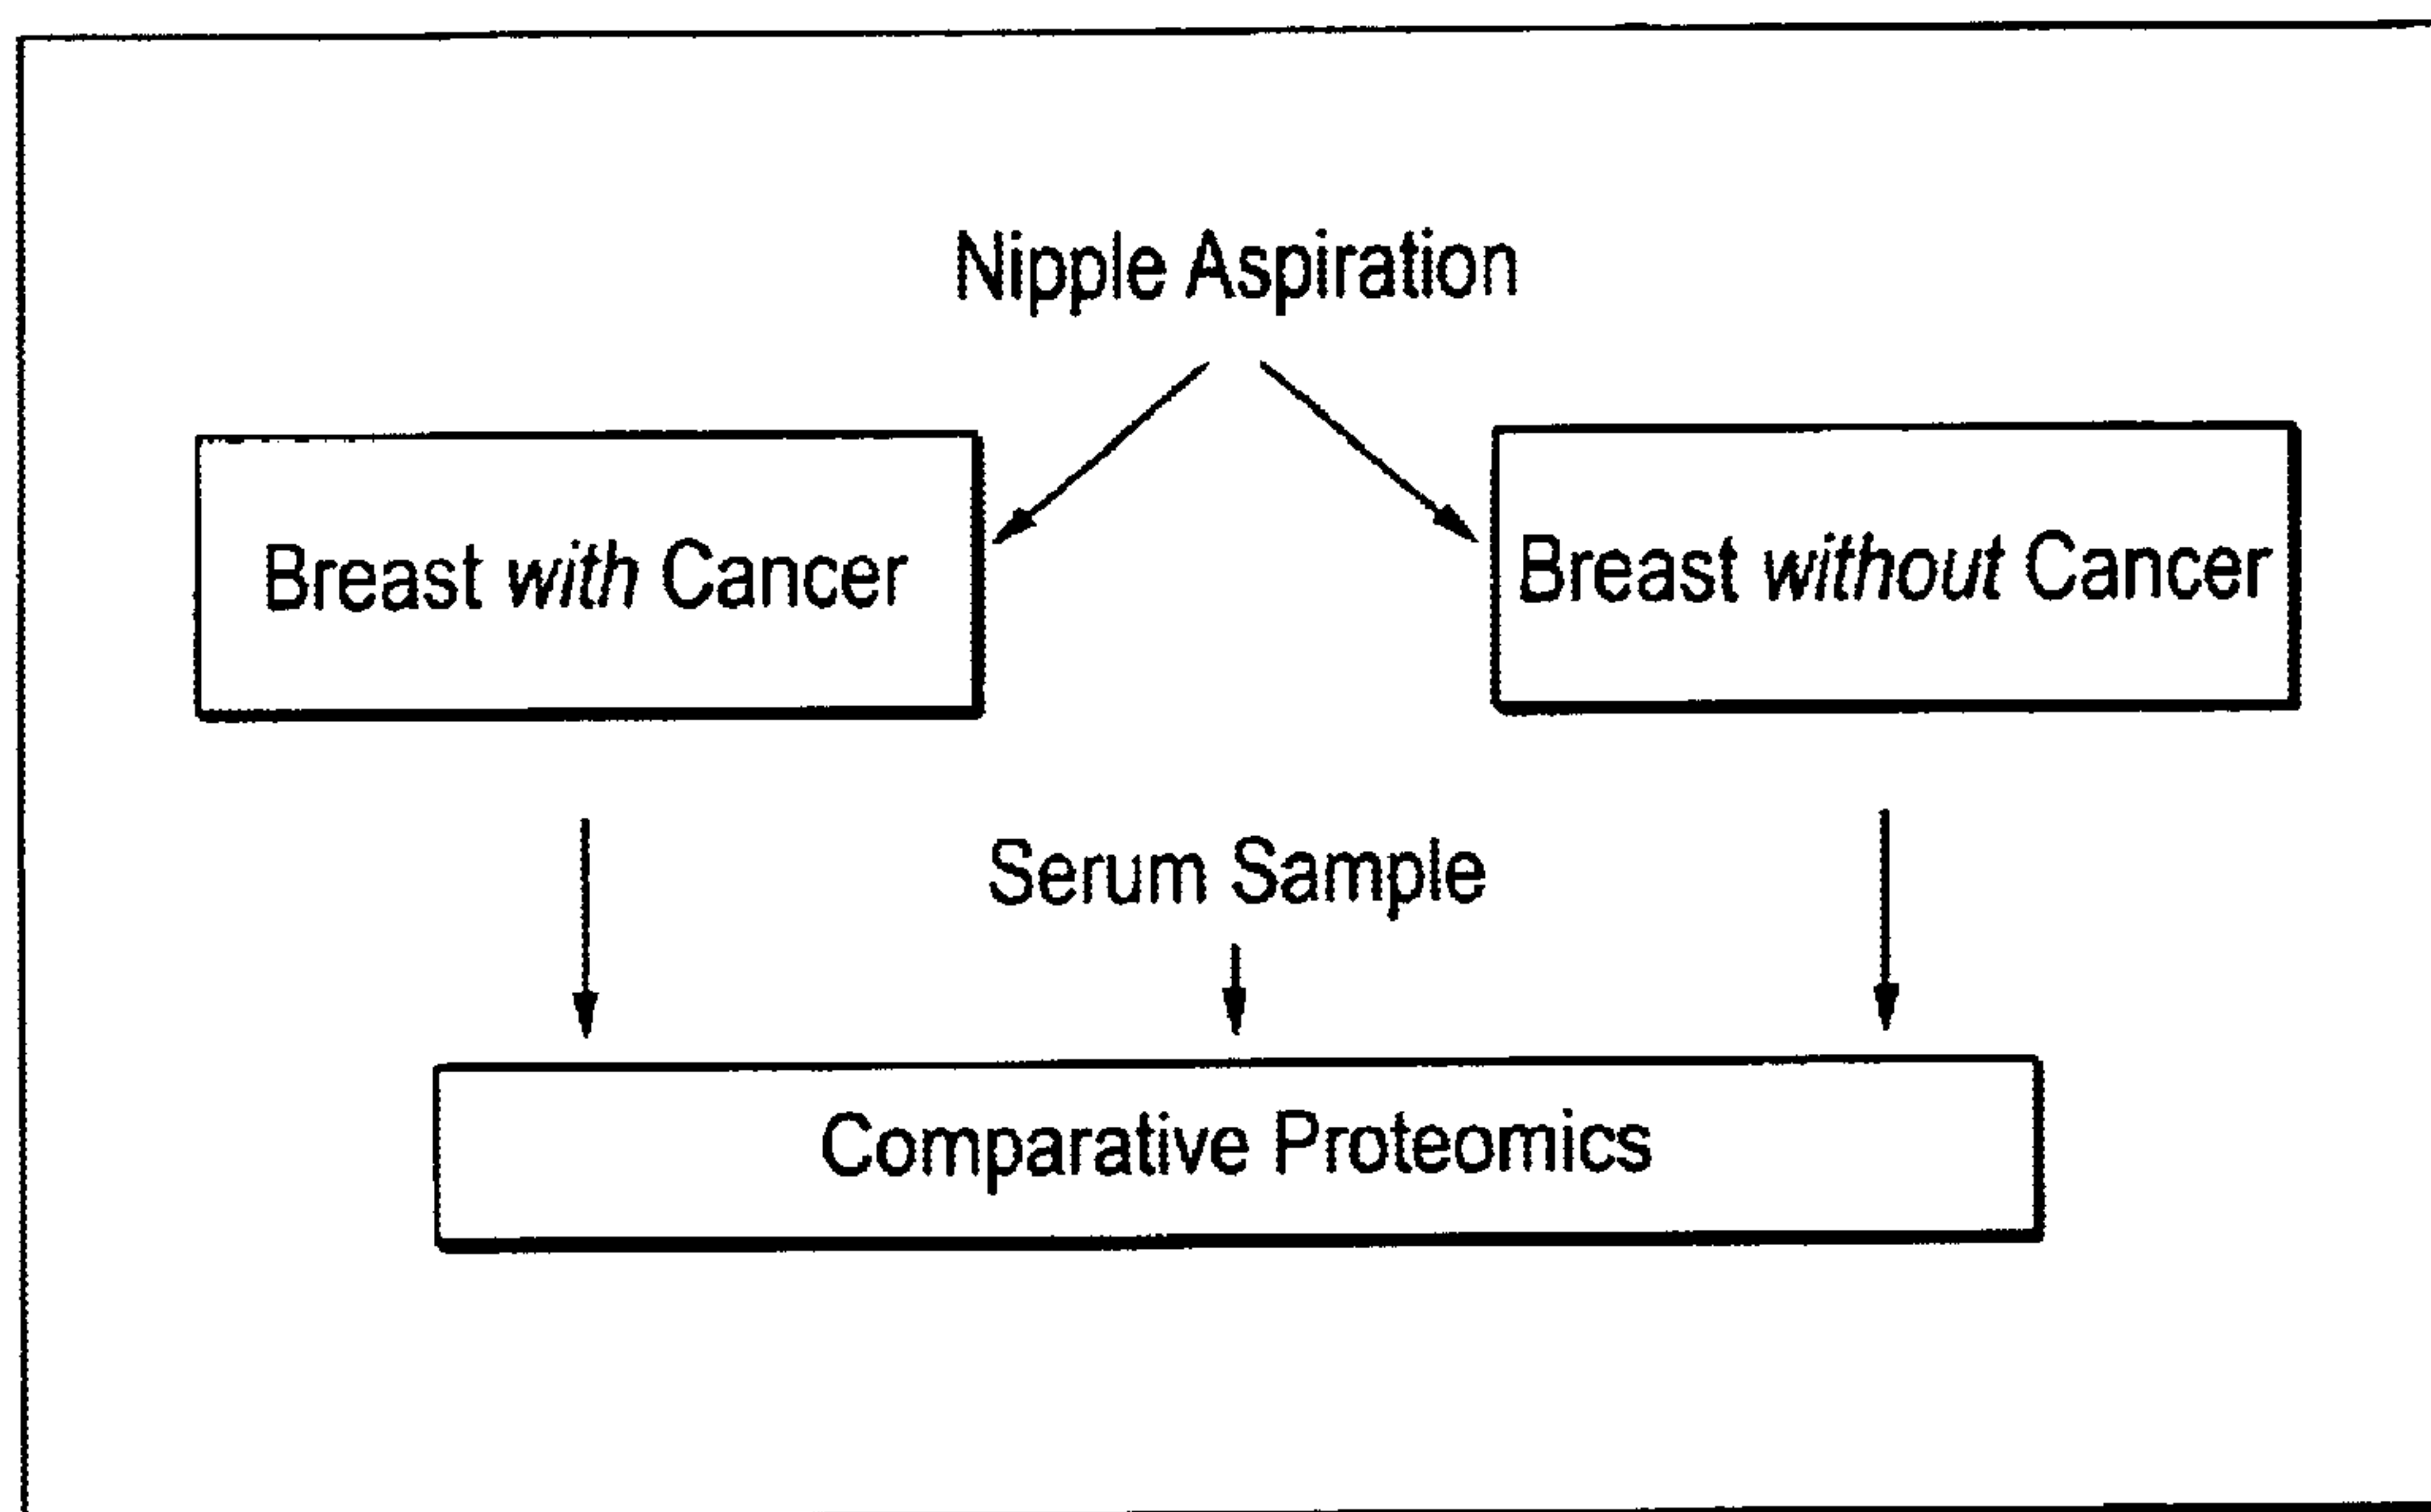 Nipple Aspiration
Breast with Cancer
Breast without Cancer
Serum Sample
Comparative Proteomics